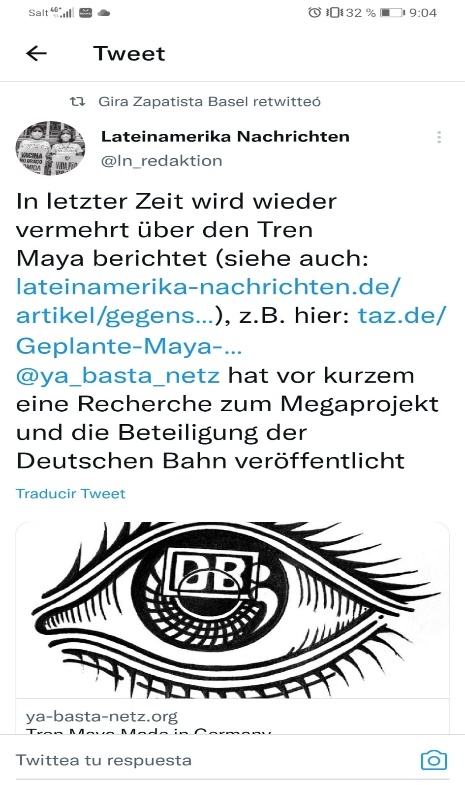 Salt 4G 32 % 9:04
Tweet
Gira Zapatista Basel retwitteó
Lateinamerika Nachrichten
@ln_redaktion
In letzter Zeit wird wieder
vermehrt über den Tren
Maya berichtet (siehe auch:
lateinamerika-nachrichten.de/
artikel/gegens...), z.B. hier: taz.de/
Geplante-Maya-...
@ya_basta_netz hat vor kurzem
eine Recherche zum Megaprojekt
und die Beteiligung der
Deutschen Bahn veröffentlicht
Traducir Tweet
DB
ya-basta-netz.org
Tren Maya Made in Germany
Twittea tu respuesta